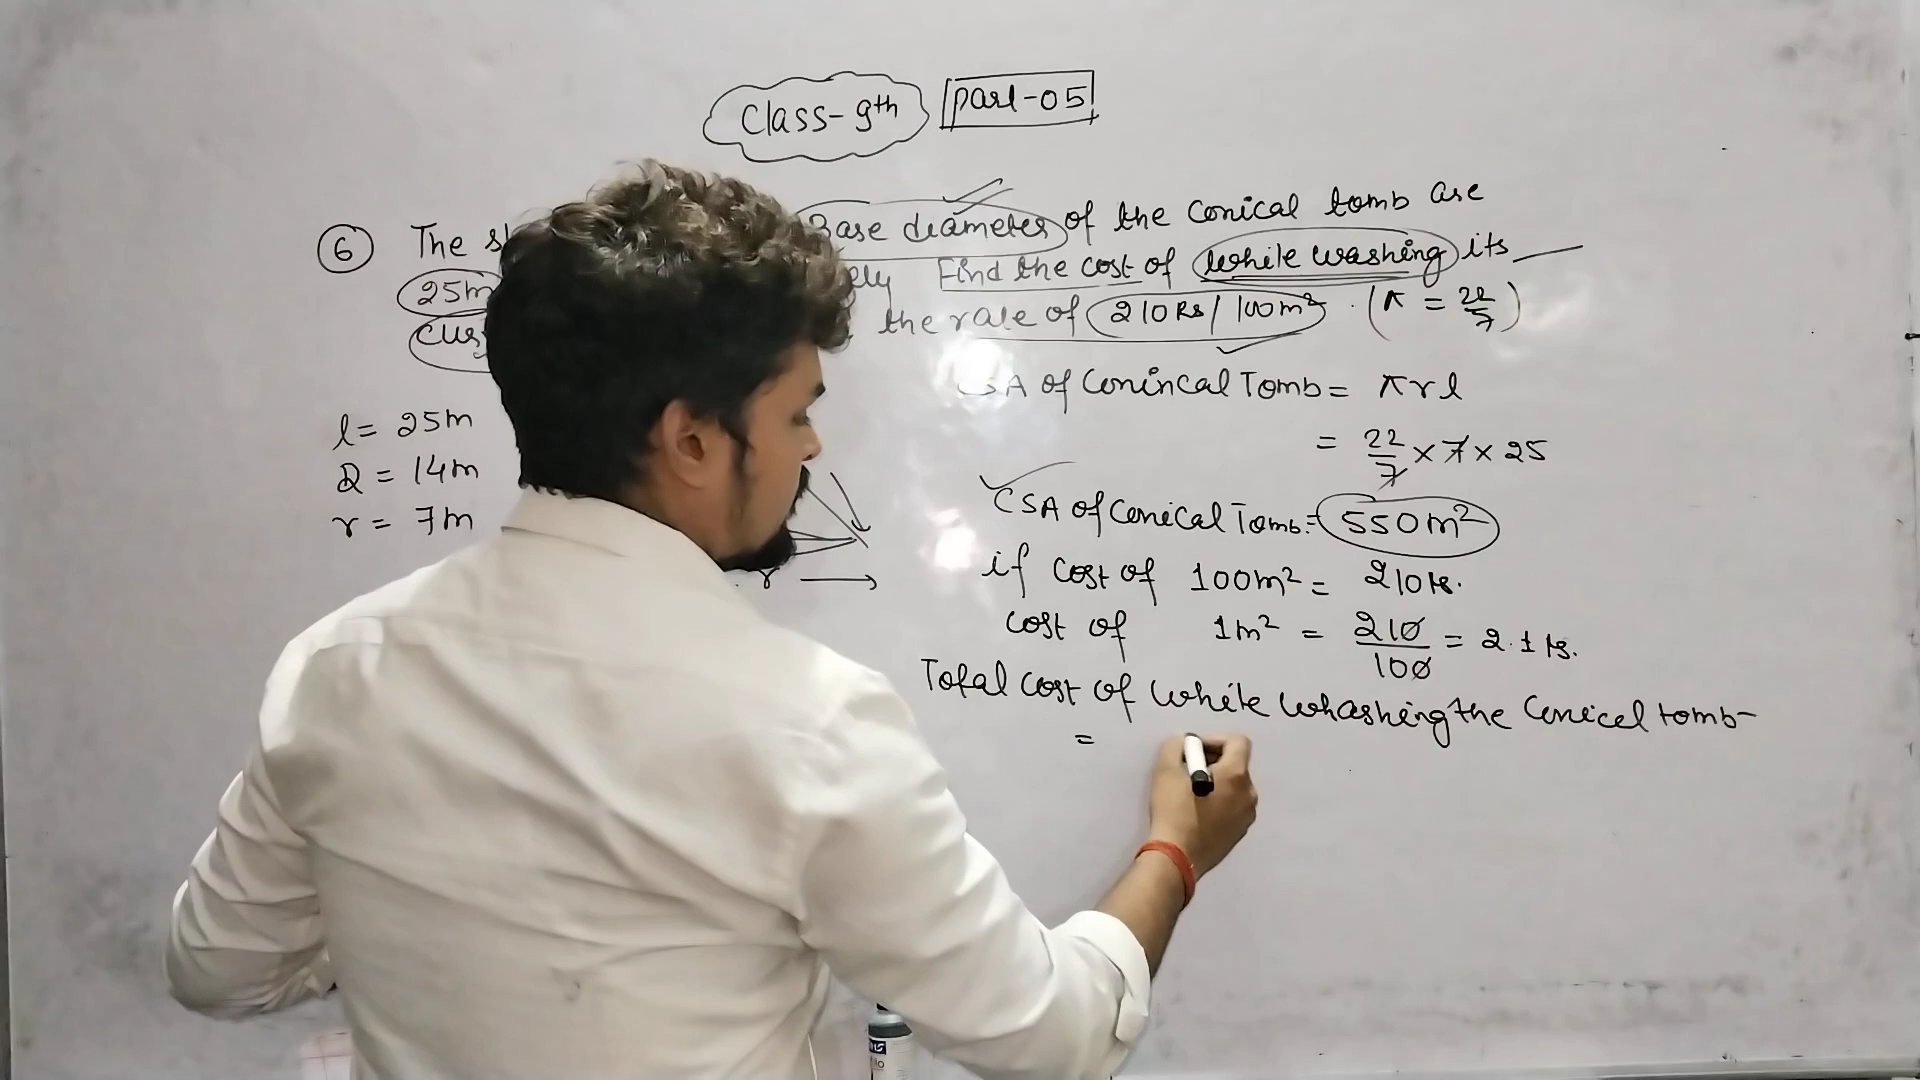 Class-9th Part-05
6 The Base diameter of the conical tomb are
25m Find the cost of white washing its
the rate of 210 Rs/100m² . (π = 22/7)
CSA of Conincal Tomb = πrl
l = 25m
D = 14m
r = 7m
= 22/7 × 7 × 25
CSA of Conical Tomb = 550m²
r
if cost of 100m² = 210 Rs.
cost of 1m² = 210/100 = 2.1 Rs.
Total cost of white whashing the Conicel tomb-
=